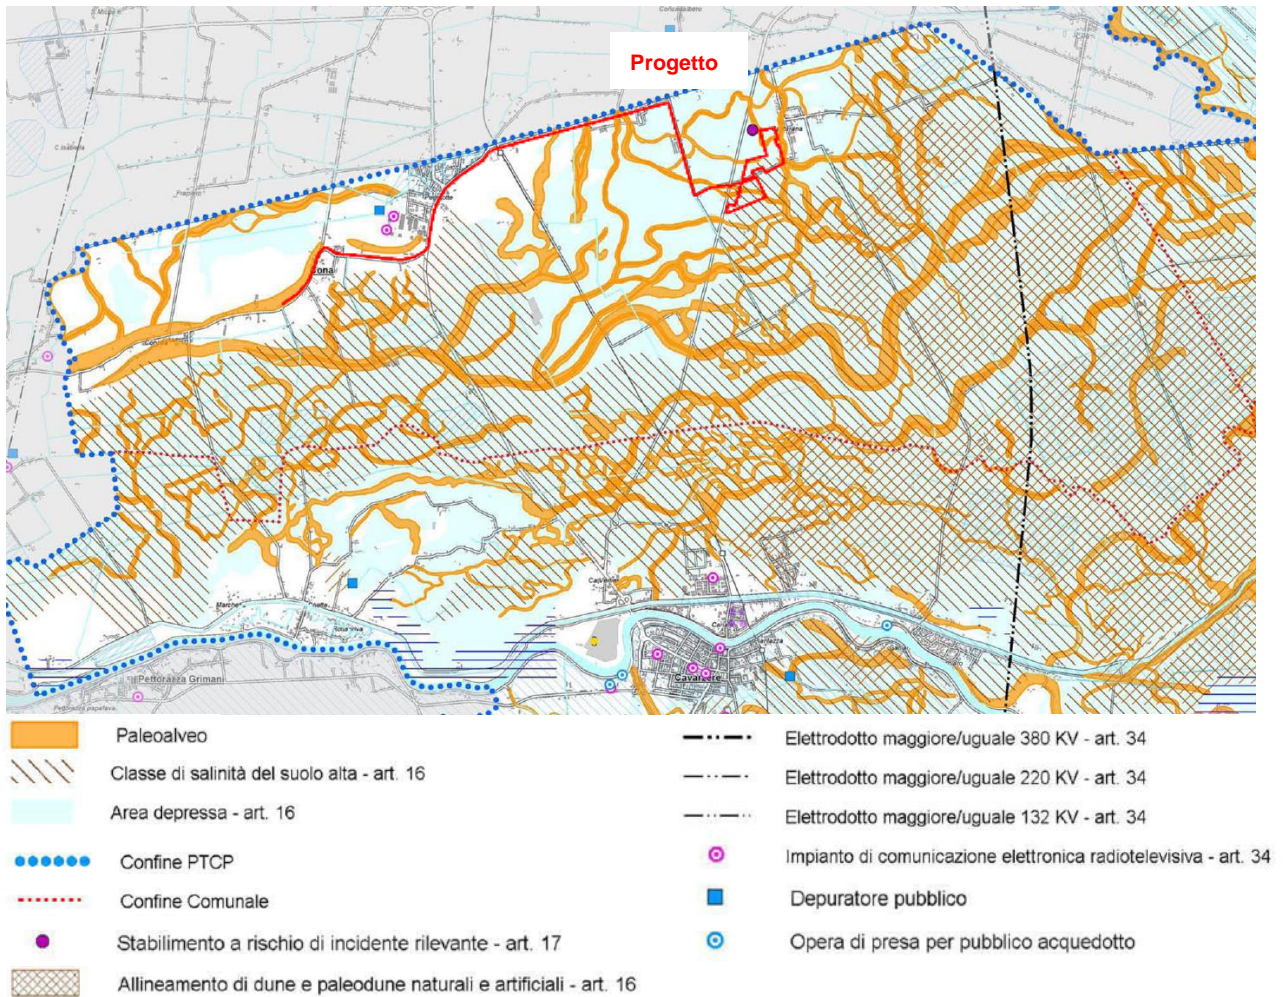 Progetto
Cona
Pettorazza Grimani
Pettorazza papafava
Cavarzere
Paleoalveo
Classe di salinità del suolo alta - art. 16
Area depressa - art. 16
Confine PTCP
Confine Comunale
Stabilimento a rischio di incidente rilevante - art. 17
Allineamento di dune e paleodune naturali e artificiali - art. 16
Elettrodotto maggiore/uguale 380 KV - art. 34
Elettrodotto maggiore/uguale 220 KV - art. 34
Elettrodotto maggiore/uguale 132 KV - art. 34
Impianto di comunicazione elettronica radiotelevisiva - art. 34
Depuratore pubblico
Opera di presa per pubblico acquedotto